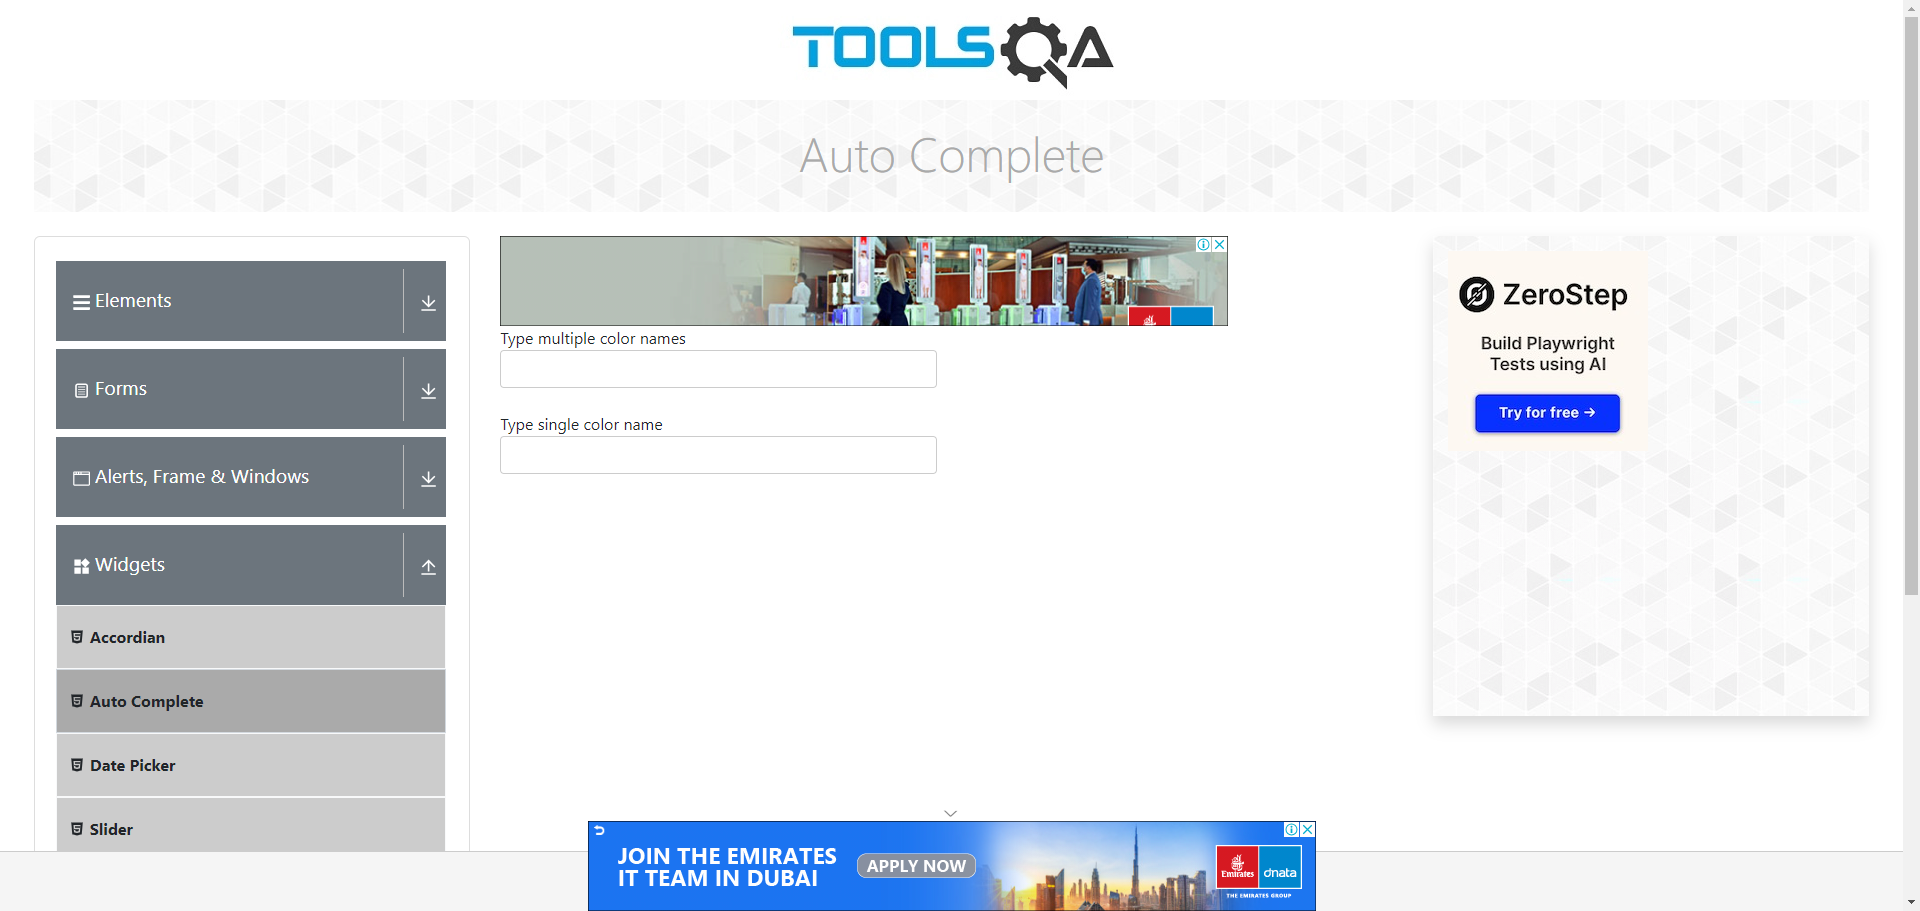 TOOLSQA
Auto Complete
Elements
Forms
Alerts, Frame & Windows
Widgets
Accordian
Auto Complete
Date Picker
Slider
Type multiple color names
Type single color name
ZeroStep
Build Playwright
Tests using AI
Try for free →
JOIN THE EMIRATES
IT TEAM IN DUBAI
APPLY NOW
Emirates
dnata
THE EMIRATES GROUP